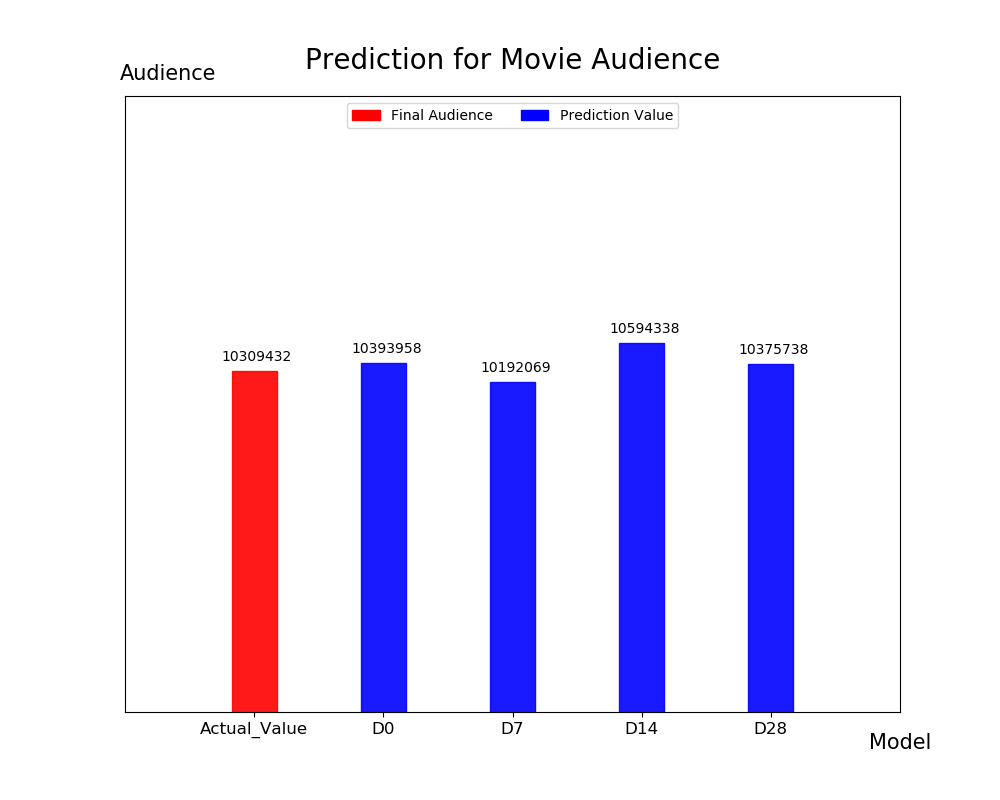 Prediction for Movie Audience
Audience
Final Audience Prediction Value
10309432 10393958 10192069 10594338 10375738
Actual_Value D0 D7 D14 D28
Model